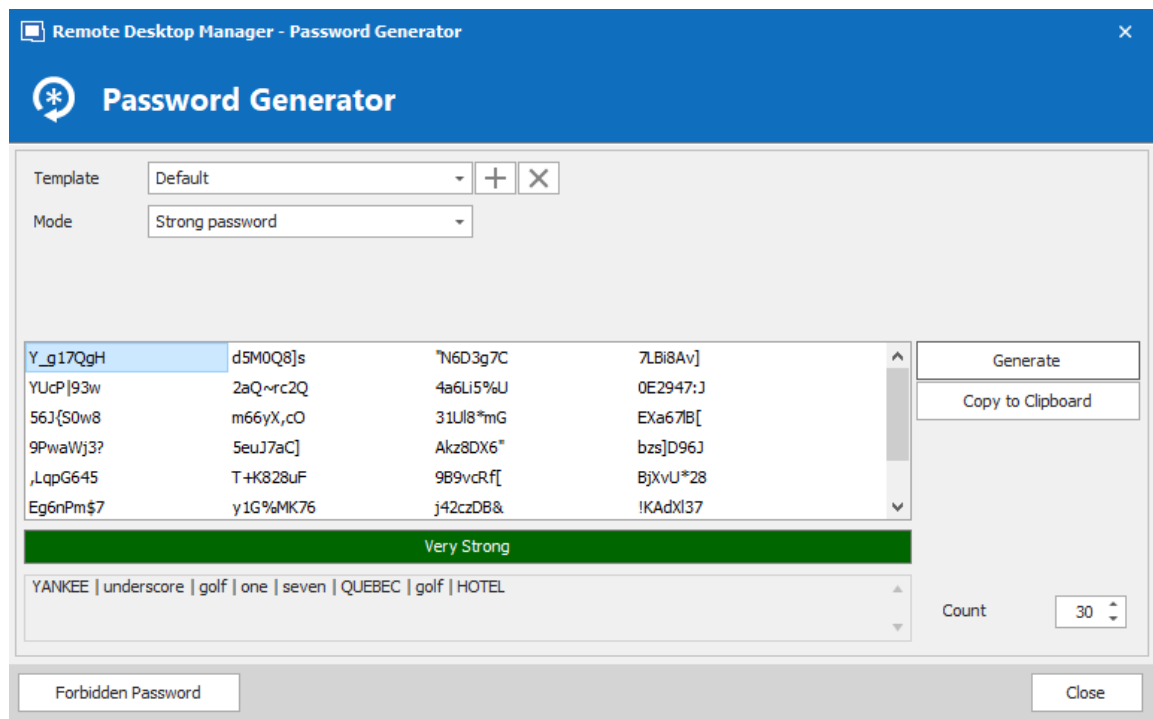 Remote Desktop Manager - Password Generator
Password Generator
Template Default
Mode Strong password
Y_g17QgH d5M0Q8]s "N6D3g7C 7LBi8Av]
Generate
YUcP|93w 2aQ~rc2Q 4a6Li5%U 0E2947:J
Copy to Clipboard
56J{S0w8 m66yX,cO 31Ul8*mG EXa67lB[
9PwaWj3? 5euJ7aC] Akz8DX6" bzs]D96J
,LqpG645 T+K828uF 9B9vcRf[ BjXvU*28
Eg6nPm$7 y1G%MK76 j42czDB& !KAdXl37
Very Strong
YANKEE | underscore | golf | one | seven | QUEBEC | golf | HOTEL
Count 30
Forbidden Password Close